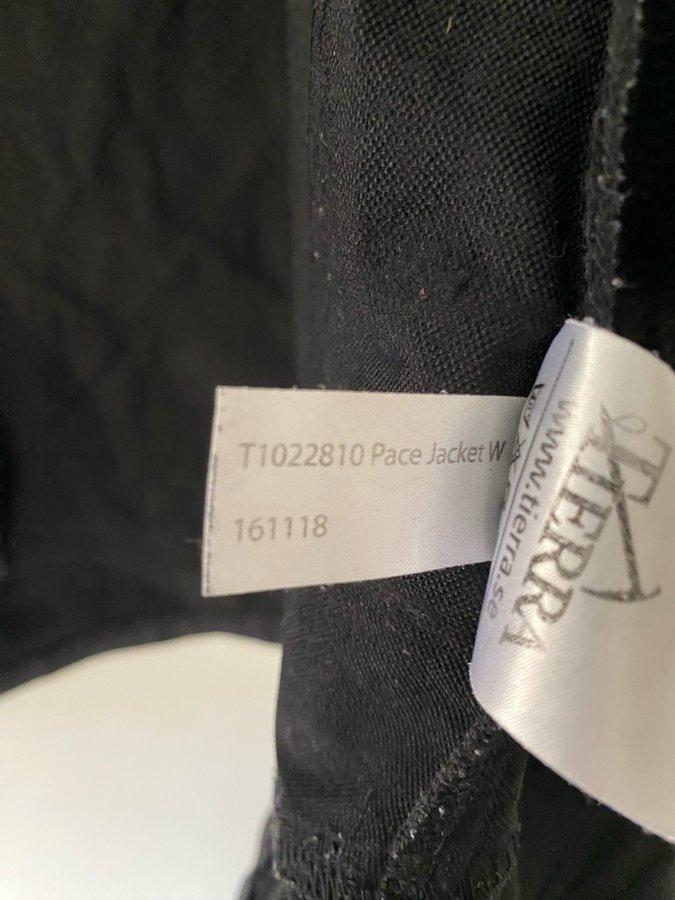 T1022810 Pace Jacket W
161118
TIERRA
www.tierra.se